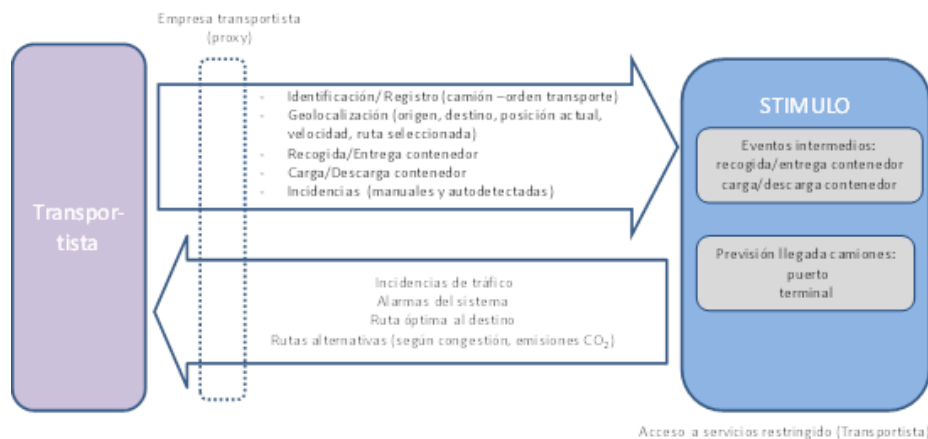 Empresa transportista
(proxy)
- Identificación/ Registro (camión –orden transporte)
- Geolocalización (origen, destino, posición actual,
velocidad, ruta seleccionada)
- Recogida/Entrega contenedor
- Carga/Descarga contenedor
- Incidencias (manuales y autodetectadas)
Transpor-
tista
STIMULO
Eventos intermedios:
recogida/entrega contenedor
carga/descarga contenedor
Previsión llegada camiones:
puerto
terminal
Incidencias de tráfico
Alarmas del sistema
Ruta óptima al destino
Rutas alternativas (según congestión, emisiones CO₂)
Acceso a servicios restringido (Transportista)